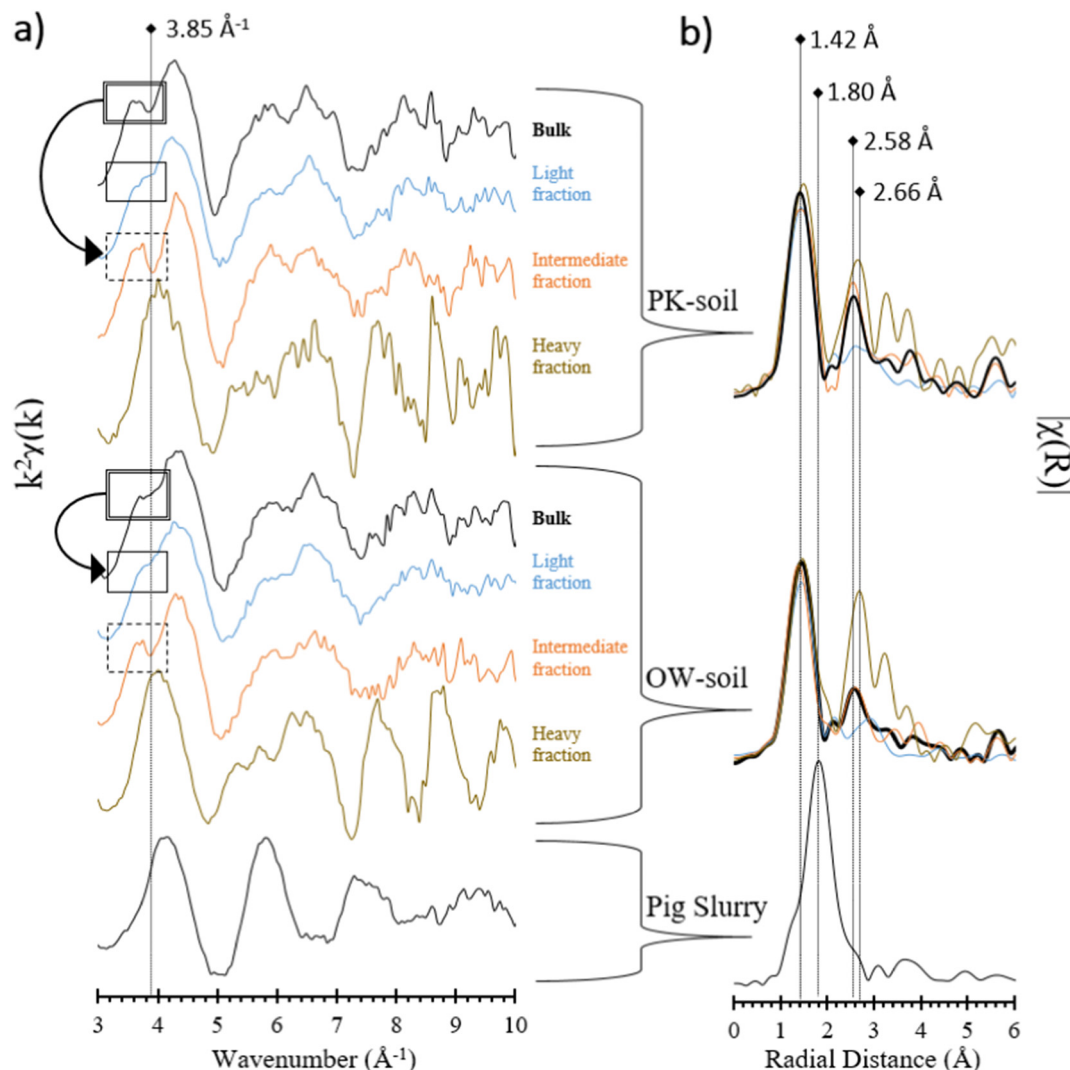 a)
3.85 Å⁻¹
Bulk
Light
fraction
Intermediate
fraction
Heavy
fraction
Bulk
Light
fraction
Intermediate
fraction
Heavy
fraction
k²χ(k)
3 4 5 6 7 8 9 10
Wavenumber (Å⁻¹)
PK-soil
OW-soil
Pig Slurry
b)
1.42 Å
1.80 Å
2.58 Å
2.66 Å
|χ(R)|
0 1 2 3 4 5 6
Radial Distance (Å)